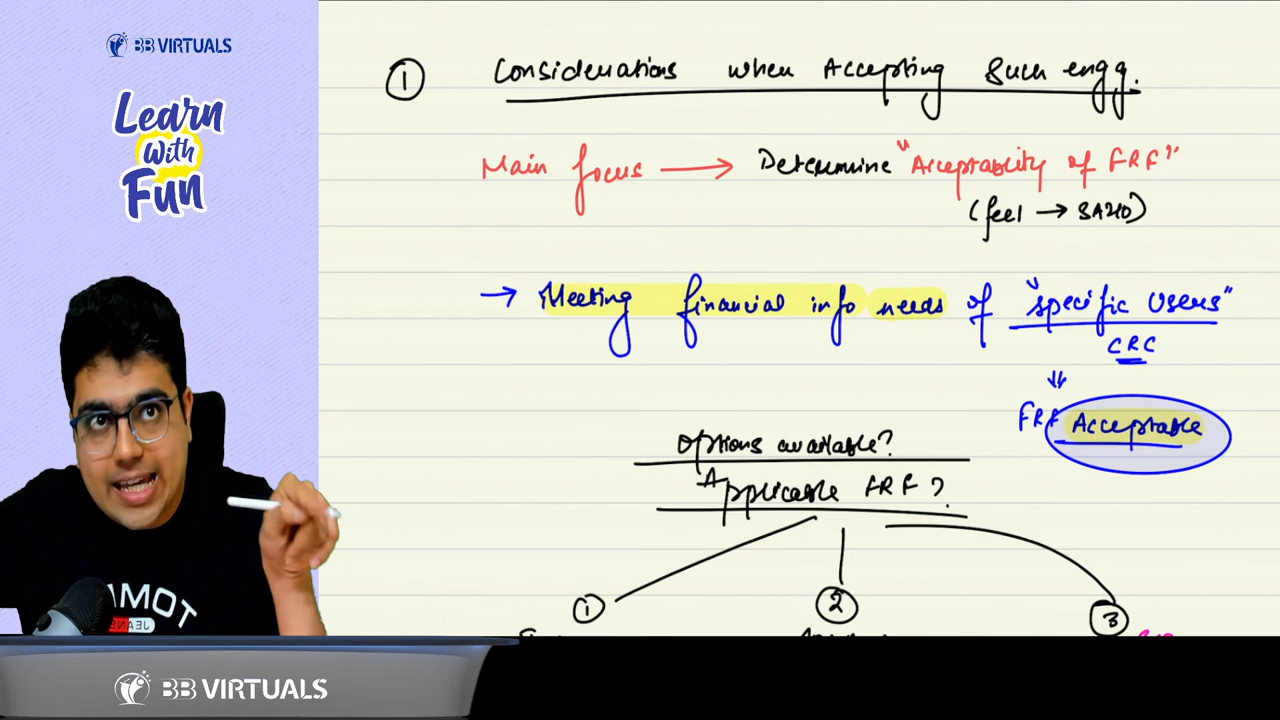 BB VIRTUALS
Learn
With
Fun
① Considerations when Accepting Such engg.
Main focus → Determine "Acceptability of FRF"
(feel → SA210)
→ Meeting financial info needs of "specific Users"
CRC
FRF Acceptable
Options available?
Applicable FRF?
① ② ③
MOT
JEANS
BB VIRTUALS